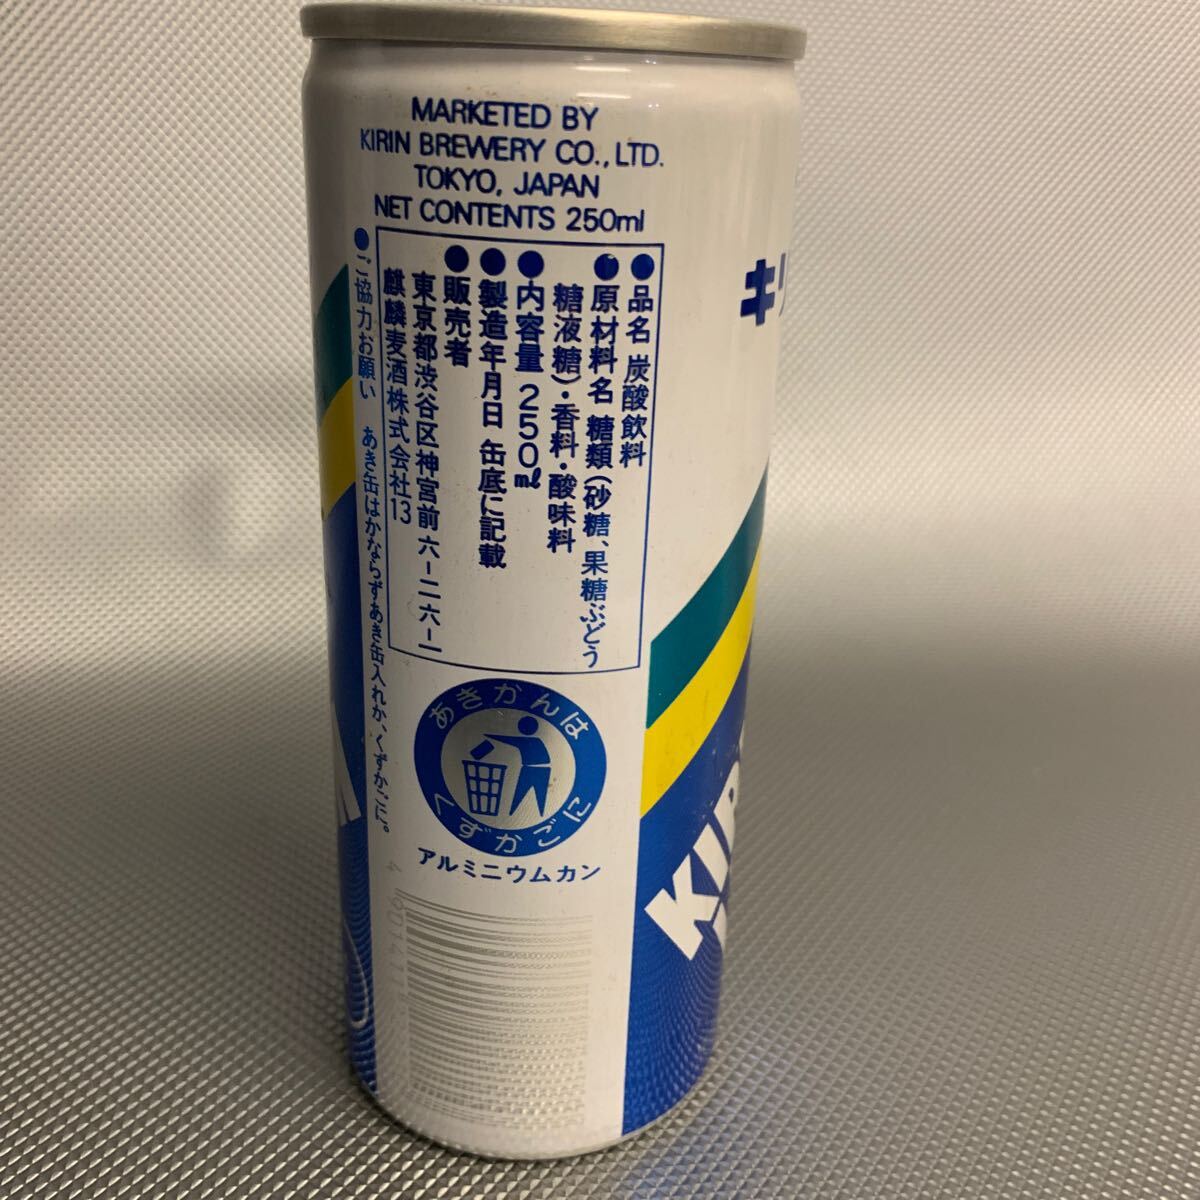 MARKETED BY
KIRIN BREWERY CO., LTD.
TOKYO, JAPAN
NET CONTENTS 250ml
●品名 炭酸飲料
●原材料名 糖類(砂糖、果糖ぶどう
糖液糖)・香料・酸味料
●内容量 250ml
●製造年月日 缶底に記載
●販売者
東京都渋谷区神宮前六-二六-一
麒麟麦酒株式会社13
●ご協力お願い あき缶はかならずあき缶入れか、くずかごに。
あきかんは
くずかごに
アルミニウムカン
キリ
KIR